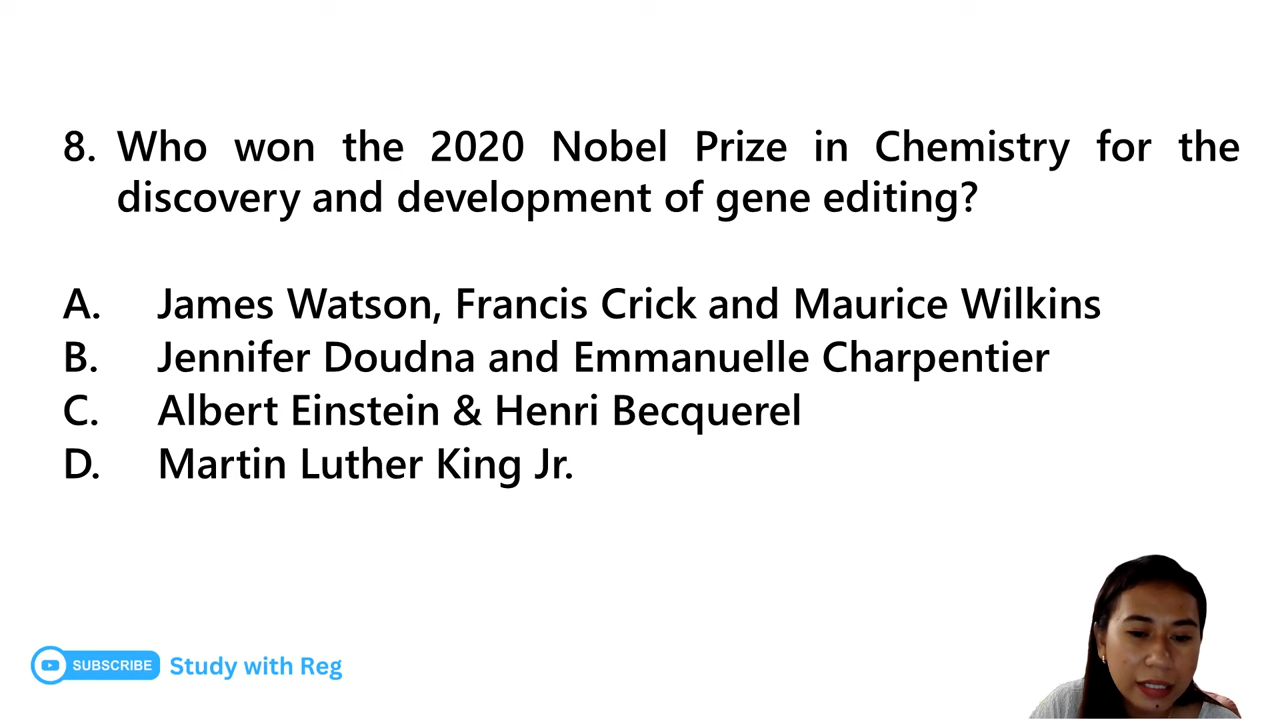 8. Who won the 2020 Nobel Prize in Chemistry for the
discovery and development of gene editing?
A. James Watson, Francis Crick and Maurice Wilkins
B. Jennifer Doudna and Emmanuelle Charpentier
C. Albert Einstein & Henri Becquerel
D. Martin Luther King Jr.
SUBSCRIBE Study with Reg